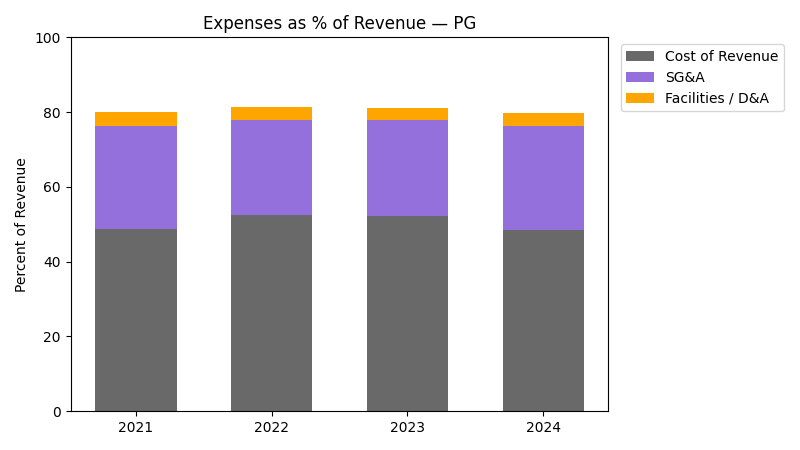 Expenses as % of Revenue — PG
Percent of Revenue
100
80
60
40
20
0
2021 2022 2023 2024
Cost of Revenue
SG&A
Facilities / D&A